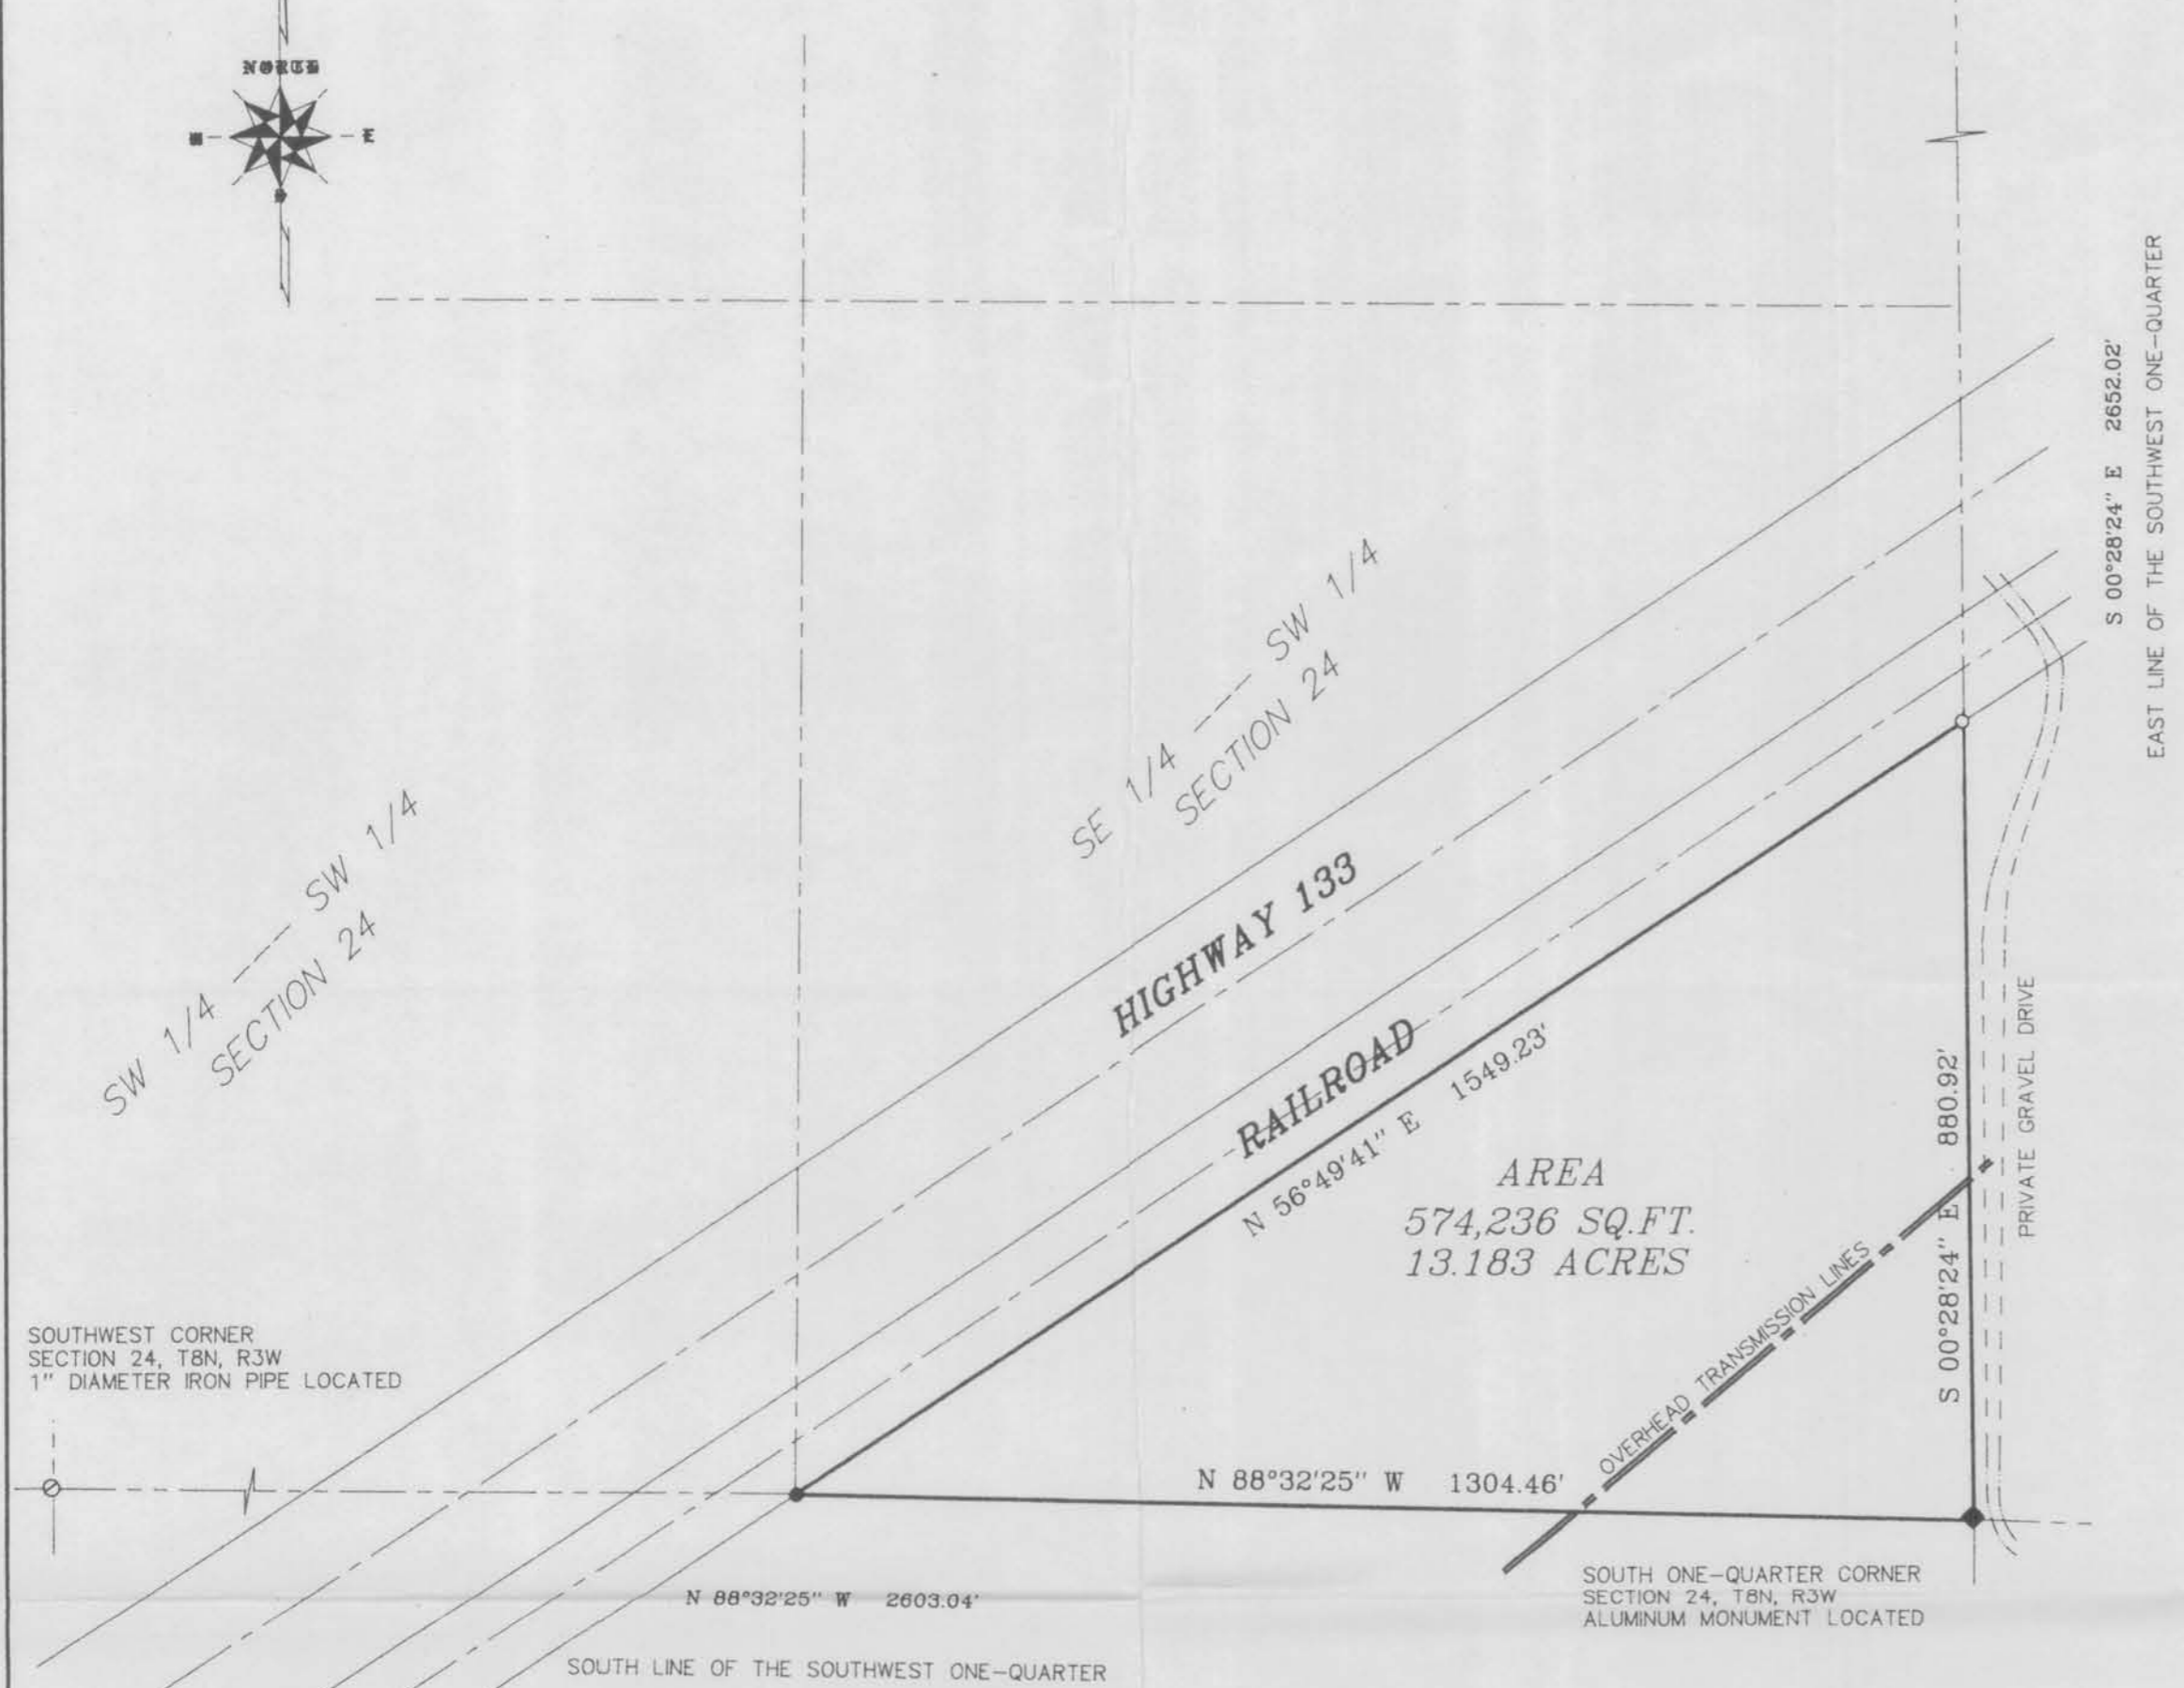 NORTH
E
S 00°28'24" E 2652.02'
EAST LINE OF THE SOUTHWEST ONE-QUARTER
SE 1/4 --- SW 1/4
SECTION 24
SW 1/4 --- SW 1/4
SECTION 24
HIGHWAY 133
RAILROAD
N 56°49'41" E 1549.23'
AREA
574,236 SQ.FT.
13.183 ACRES
S 00°28'24" E 880.92'
PRIVATE GRAVEL DRIVE
OVERHEAD TRANSMISSION LINES
SOUTHWEST CORNER
SECTION 24, T8N, R3W
1" DIAMETER IRON PIPE LOCATED
N 88°32'25" W 1304.46'
SOUTH ONE-QUARTER CORNER
SECTION 24, T8N, R3W
ALUMINUM MONUMENT LOCATED
N 88°32'25" W 2603.04'
SOUTH LINE OF THE SOUTHWEST ONE-QUARTER